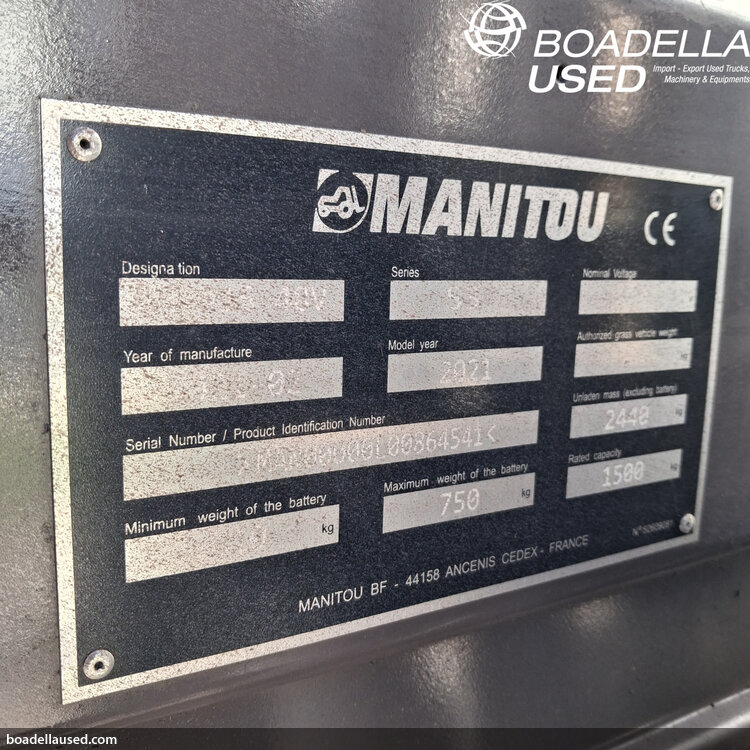 BOADELLA
USED
Import - Export Used Trucks,
Machinery & Equipments
MANITOU CE
Designation
Series
Nominal Voltage
Year of manufacture
Model year
2021
Authorized grass vehicle weight
kg
Unladen mass (excluding battery)
2440 kg
Serial Number / Product Identification Number
Rated capacity
1500 kg
Minimum weight of the battery
kg
Maximum weight of the battery
750 kg
MANITOU BF - 44158 ANCENIS CEDEX - FRANCE
boadellaused.com